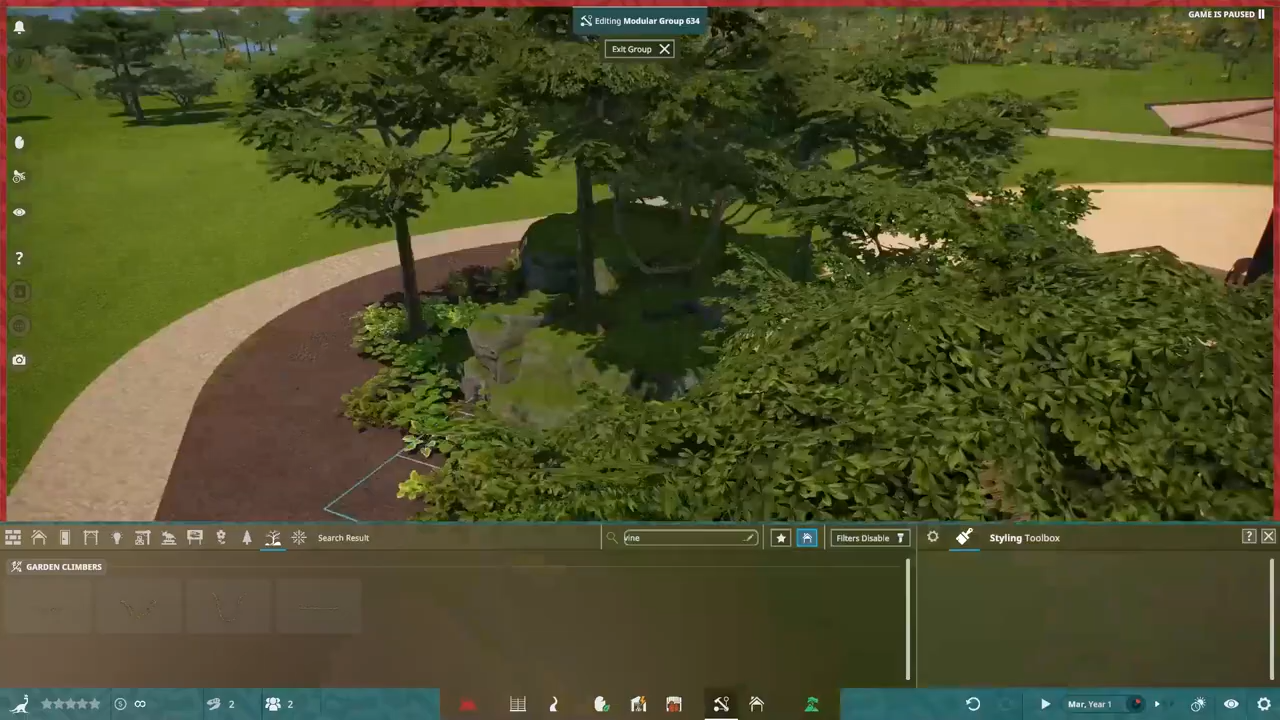 Editing Modular Group 634
GAME IS PAUSED
Exit Group
Search Result
vine
Filters Disable
Styling Toolbox
?
GARDEN CLIMBERS
?
2
2
Mar, Year 1